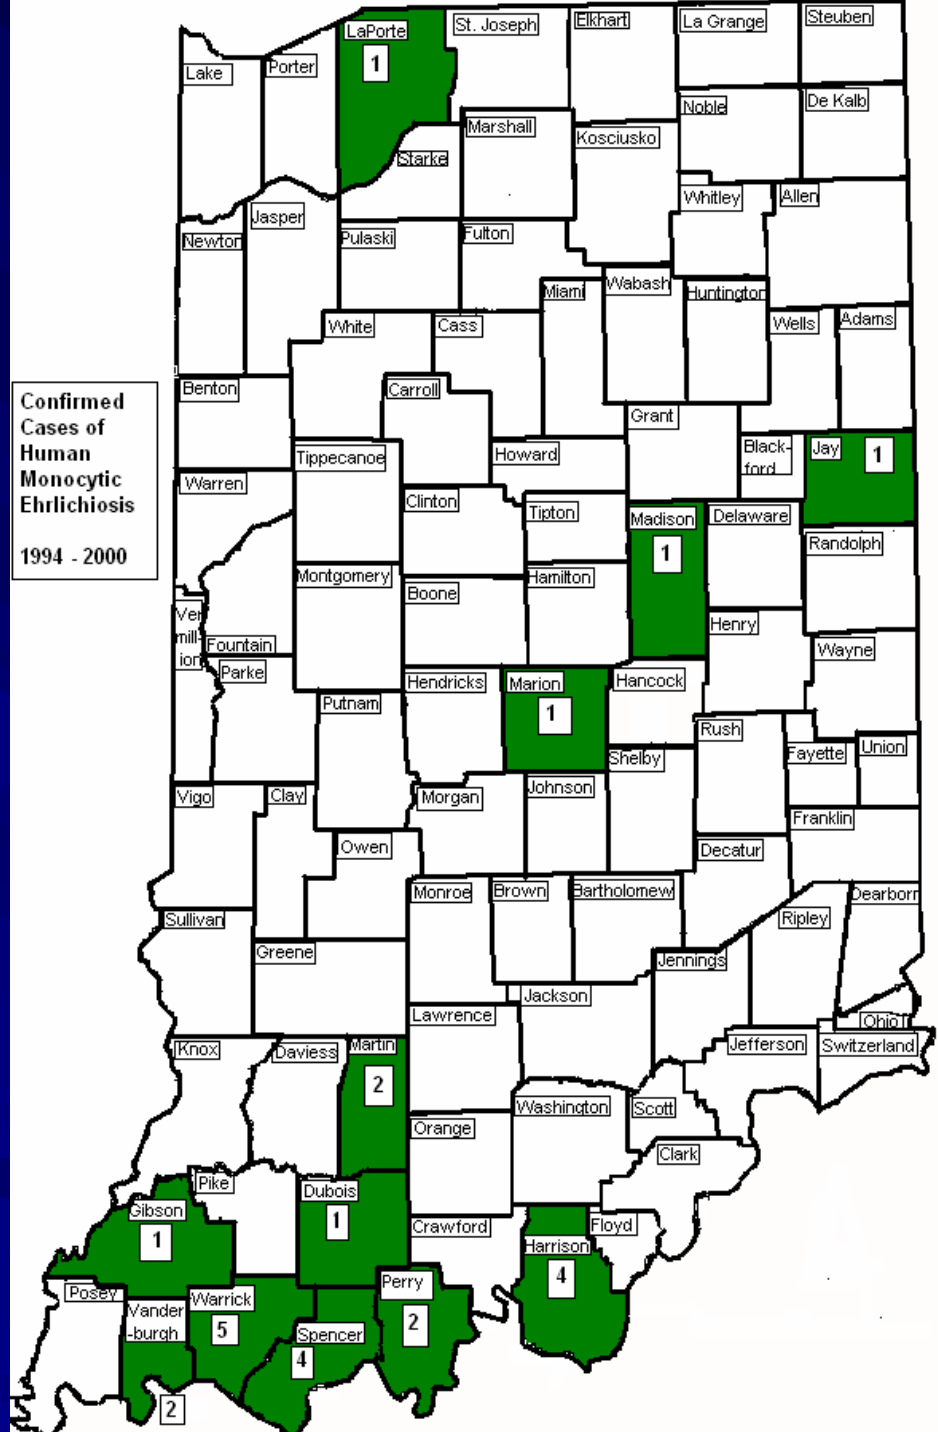 LaPorte
1
St. Joseph
Elkhart
La Grange
Steuben
Lake
Porter
Noble
De Kalb
Starke
Marshall
Kosciusko
Whitley
Allen
Newton
Jasper
Pulaski
Fulton
Miami
Wabash
Huntington
White
Cass
Wells
Adams
Benton
Carroll
Grant
Confirmed
Cases of
Human
Monocytic
Ehrlichiosis
1994 - 2000
Tippecanoe
Howard
Black-
ford
Jay
1
Warren
Clinton
Tipton
Madison
1
Delaware
Randolph
Montgomery
Boone
Hamilton
Ver
mill-
ion
Fountain
Henry
Wayne
Parke
Hendricks
Marion
1
Hancock
Putnam
Rush
Fayette
Union
Shelby
Vigo
Clay
Morgan
Johnson
Franklin
Owen
Decatur
Monroe
Brown
Bartholomew
Dearborn
Sullivan
Ripley
Greene
Jennings
Jackson
Lawrence
Ohio
Knox
Daviess
Martin
2
Jefferson
Switzerland
Washington
Scott
Orange
Clark
Pike
Dubois
1
Gibson
1
Crawford
Floyd
Harrison
4
Posey
Vander
-burgh
2
Warrick
5
Spencer
4
Perry
2